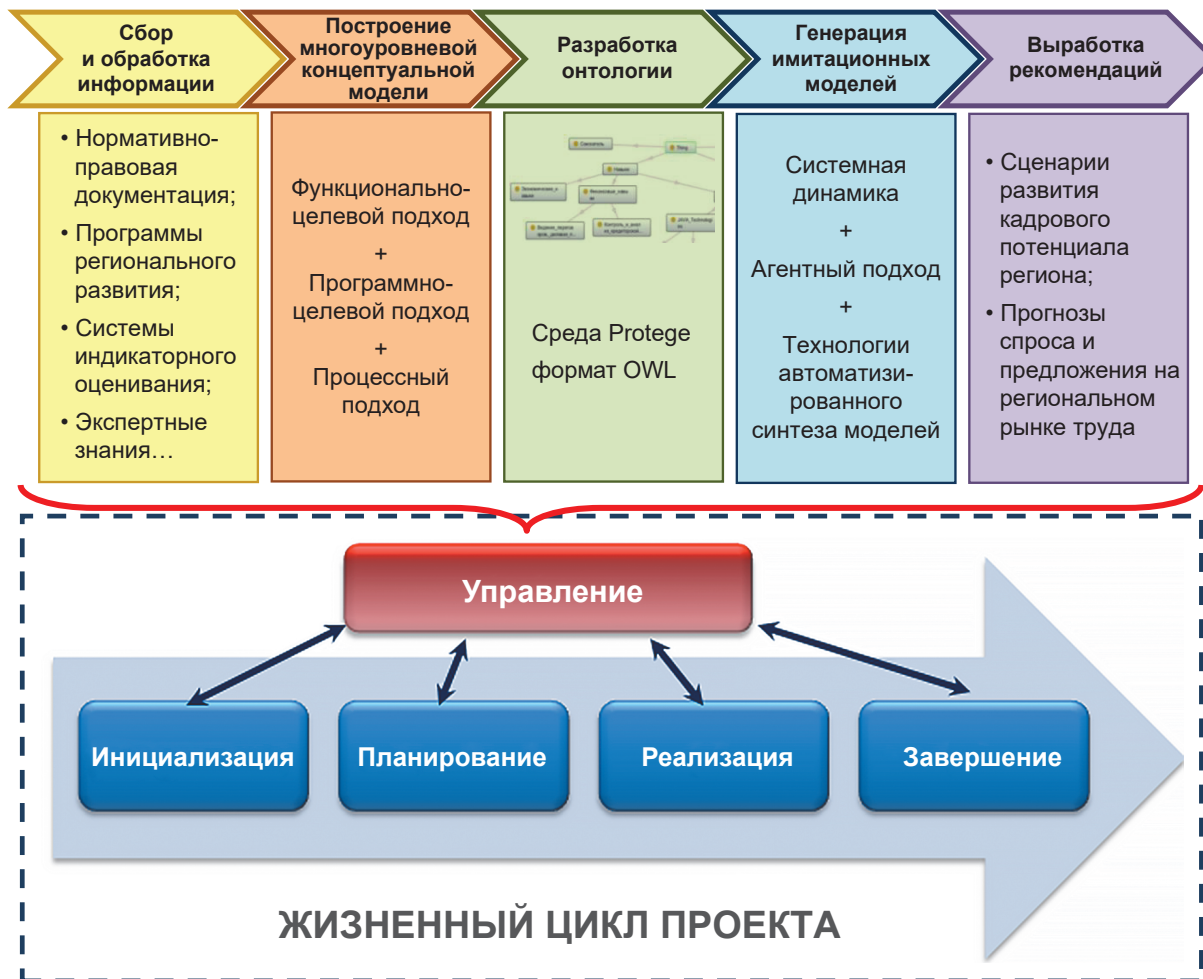 Сбор
и обработка
информации
Построение
многоуровневой
концептуальной
модели
Разработка
онтологии
Генерация
имитационных
моделей
Выработка
рекомендаций
• Нормативно-
правовая
документация;
• Программы
регионального
развития;
• Системы
индикаторного
оценивания;
• Экспертные
знания…
Функционально-
целевой подход
+
Программно-
целевой подход
+
Процессный
подход
Thing
Среда Protege
формат OWL
Системная
динамика
+
Агентный подход
+
Технологии
автоматизи-
рованного
синтеза моделей
• Сценарии
развития
кадрового
потенциала
региона;
• Прогнозы
спроса и
предложения на
региональном
рынке труда
Управление
Инициализация
Планирование
Реализация
Завершение
ЖИЗНЕННЫЙ ЦИКЛ ПРОЕКТА